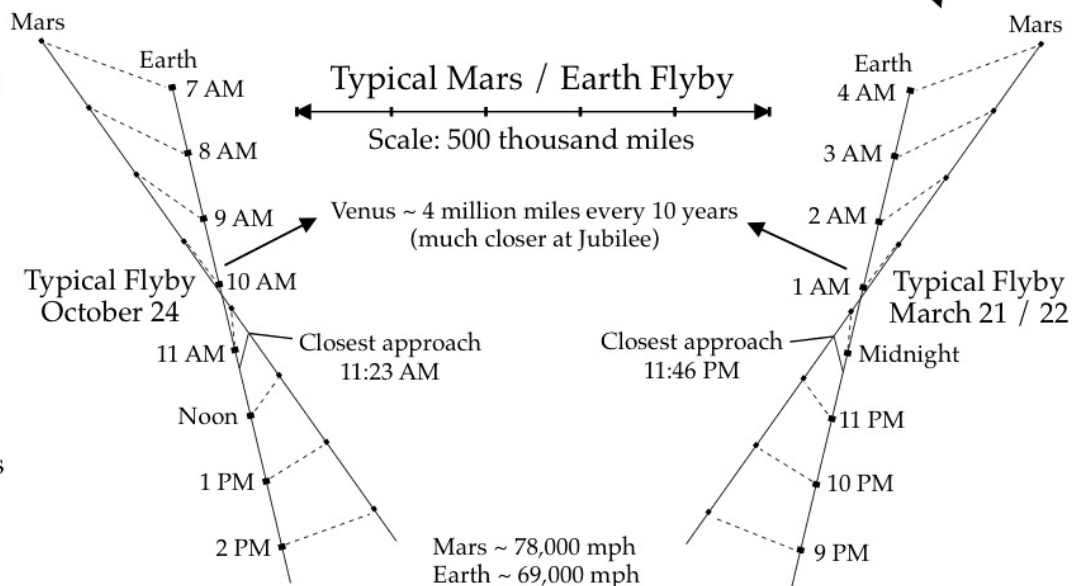 Mars
Earth
7 AM
8 AM
9 AM
10 AM
11 AM
Noon
1 PM
2 PM
Typical Flyby
October 24
Closest approach
11:23 AM
Typical Mars / Earth Flyby
Scale: 500 thousand miles
Venus ~ 4 million miles every 10 years
(much closer at Jubilee)
Mars ~ 78,000 mph
Earth ~ 69,000 mph
Mars
Earth
4 AM
3 AM
2 AM
1 AM
Midnight
11 PM
10 PM
9 PM
Typical Flyby
March 21 / 22
Closest approach
11:46 PM
s